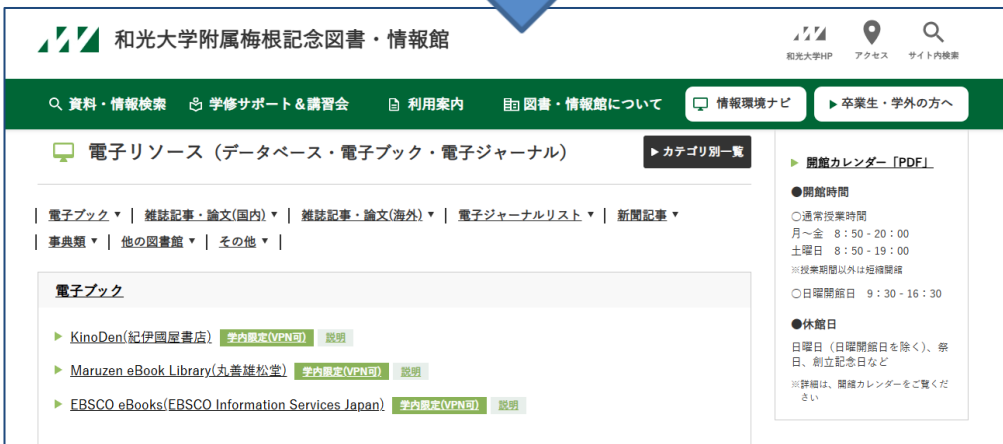 和光大学附属梅根記念図書・情報館
和光大学HP アクセス サイト内検索
資料・情報検索 学修サポート＆講習会 利用案内 図書・情報館について 情報環境ナビ ▶卒業生・学外の方へ
電子リソース（データベース・電子ブック・電子ジャーナル）
▶カテゴリ別一覧
| 電子ブック ▼ | 雑誌記事・論文(国内) ▼ | 雑誌記事・論文(海外) ▼ | 電子ジャーナルリスト ▼ | 新聞記事 ▼
| 事典類 ▼ | 他の図書館 ▼ | その他 ▼ |
電子ブック
▶ KinoDen(紀伊國屋書店) 学内限定(VPN可) 説明
▶ Maruzen eBook Library(丸善雄松堂) 学内限定(VPN可) 説明
▶ EBSCO eBooks(EBSCO Information Services Japan) 学内限定(VPN可) 説明
▶ 開館カレンダー「PDF」
●開館時間
○通常授業時間
月～金 8：50‐20：00
土曜日 8：50‐19：00
※授業期間以外は短縮開館
○日曜開館日 9：30‐16：30
●休館日
日曜日（日曜開館日を除く）、祭
日、創立記念日など
※詳細は、開館カレンダーをご覧くだ
さい